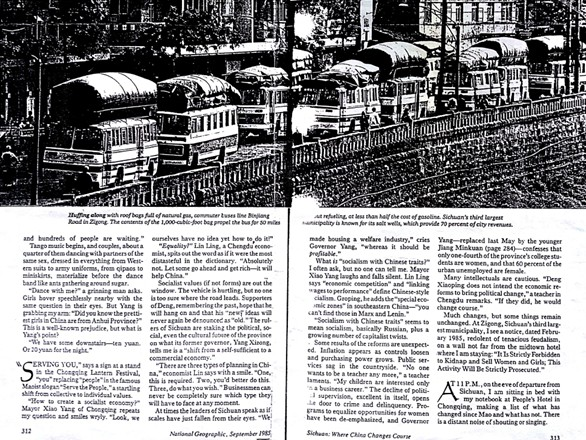 Huffing along with roof bags full of natural gas, commuter buses line Binjiang
Road in Zigong. The contents of the 1,000-cubic-foot bag propel the bus for 50 miles
refueling, at less than half the cost of gasoline. Sichuan's third largest
municipality is known for its salt wells, which provide 70 percent of city revenues.
and hundreds of people are waiting."
Tango music begins, and couples, about a
quarter of them dancing with partners of the
same sex, dressed in everything from West-
ern suits to army uniforms, from qipaos to
miniskirts, materialize before the dance
band like ants gathering around sugar.
"Dance with me?" a grinning man asks.
Girls hover speechlessly nearby with the
same question in their eyes. But Yang is
grabbing my arm: "Did you know the pretti-
est girls in China are from Anhui Province?"
This is a well-known prejudice, but what is
Yang's point?
"We have some downstairs—ten yuan.
Or 20 yuan for the night."
"SERVING YOU," says a sign at a stand
in the Chongqing Lantern Festival,
"you" replacing "people" in the famous
Maoist slogan "Serve the People," a startling
shift from collective to individual values.
"How to create a socialist economy?"
Mayor Xiao Yang of Chongqing repeats
my question and smiles wryly. "Look, we
ourselves have no idea yet how to do it!"
"Equality?" Lin Ling, a Chengdu econo-
mist, spits out the word as if it were the most
distasteful in the dictionary. "Absolutely
not. Let some go ahead and get rich—it will
help China."
Socialist values (if not forms) are out the
window. The vehicle is hurtling, but no one
is too sure where the road leads. Supporters
of Deng, remembering the past, hope that he
will hang on and that his "new" ideas will
never again be denounced as "old." The rul-
ers of Sichuan are staking the political, so-
cial, even the cultural future of the province
on what its former governor, Yang Xizong,
tells me is a "shift from a self-sufficient to a
commercial economy."
"There are three types of planning in Chi-
na," economist Lin says with a smile. "One,
this is required. Two, you'd better do this.
Three, do what you wish." Businessmen can
never be completely sure which type they
will have to face at any moment.
At times the leaders of Sichuan speak as if
scales have just fallen from their eyes. "We
made housing a welfare industry," cries
Governor Yang, "whereas it should be
profitable."
What is "socialism with Chinese traits?"
I often ask, but no one can tell me. Mayor
Xiao Yang laughs and falls silent. Lin Ling
says "economic competition" and "linking
wages to performance" define Chinese-style
socialism. Groping, he adds the "special eco-
nomic zones" in southeastern China—"you
can't find those in Marx and Lenin."
"Socialism with Chinese traits" seems to
mean socialism, basically Russian, plus a
growing number of capitalist twists.
Some results of the reforms are unexpect-
ed. Inflation appears as controls loosen
and purchasing power grows. Public ser-
vices sag in the countryside. "No one
wants to be a teacher any more," a teacher
laments. "My children are interested only
in a business career." The decline of politi-
cal supervision, excellent in itself, opens
the door to crime and delinquency. Pro-
grams to equalize opportunities for women
have been de-emphasized, and Governor
Yang—replaced last May by the younger
Jiang Minkuan (page 284)—confesses that
only one-fourth of the province's college stu-
dents are women, and that 60 percent of the
urban unemployed are female.
Many intellectuals are cautious. "Deng
Xiaoping does not intend the economic re-
forms to bring political change," a teacher in
Chengdu remarks. "If they did, he would
change course."
Much changes, but some things remain
unchanged. At Zigong, Sichuan's third larg-
est municipality, I see a notice, dated Febru-
ary 1985, redolent of tenacious feudalism,
on a wall not far from the midtown hotel
where I am staying: "It Is Strictly Forbidden
to Kidnap and Sell Women and Girls; This
Activity Will Be Strictly Prosecuted."
AT 11 P.M., on the eve of departure from
Sichuan, I am sitting in bed with
my notebook at People's Hotel in
Chongqing, making a list of what has
changed since Mao and what has not. There
is a distant noise of shouting or singing.
312
National Geographic, September 1985
Sichuan: Where China Changes Course
313